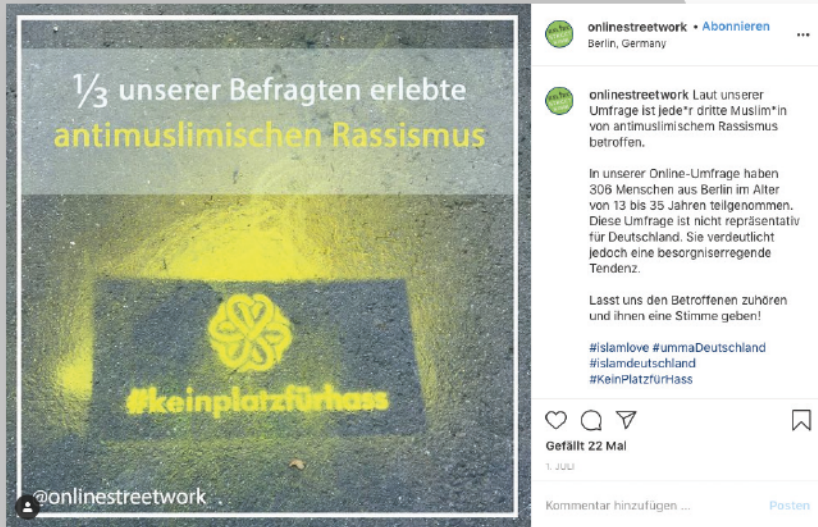 ⅓ unserer Befragten erlebte
antimuslimischen Rassismus
#keinplatzfürhass
@onlinestreetwork
onlinestreetwork • Abonnieren
Berlin, Germany
onlinestreetwork Laut unserer
Umfrage ist jede*r dritte Muslim*in
von antimuslimischem Rassismus
betroffen.
In unserer Online-Umfrage haben
306 Menschen aus Berlin im Alter
von 13 bis 35 Jahren teilgenommen.
Diese Umfrage ist nicht repräsentativ
für Deutschland. Sie verdeutlicht
jedoch eine besorgniserregende
Tendenz.
Lasst uns den Betroffenen zuhören
und ihnen eine Stimme geben!
#islamlove #ummaDeutschland
#islamdeutschland
#KeinPlatzfürHass
Gefällt 22 Mal
1. JULI
Kommentar hinzufügen ... Posten